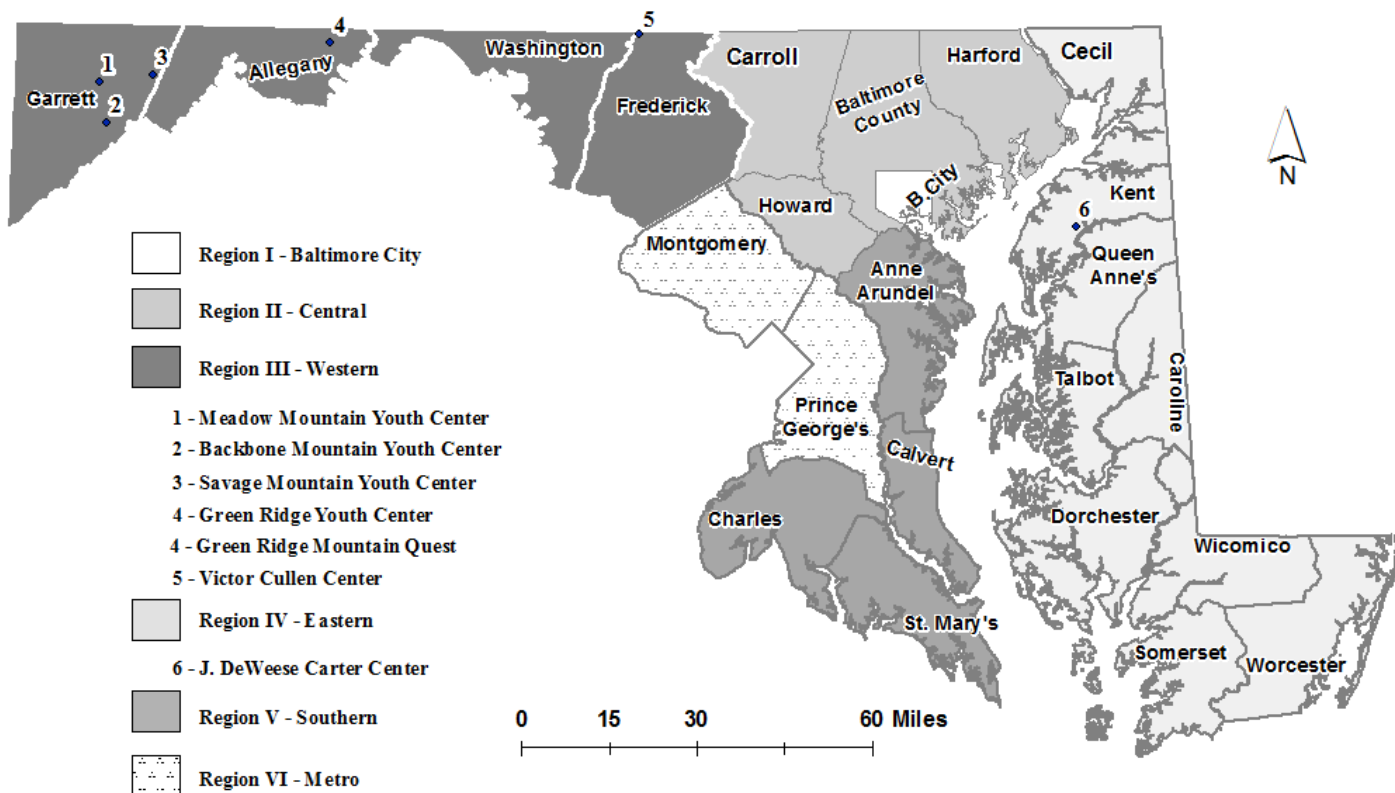 1
2
3
4
5
Garrett
Allegany
Washington
Frederick
Carroll
Baltimore
County
Harford
Cecil
B. City
Howard
Montgomery
Anne
Arundel
Prince
George's
Calvert
Charles
St. Mary's
Kent
6
Queen
Anne's
Caroline
Talbot
Dorchester
Wicomico
Somerset
Worcester
N
Region I - Baltimore City
Region II - Central
Region III - Western
1 - Meadow Mountain Youth Center
2 - Backbone Mountain Youth Center
3 - Savage Mountain Youth Center
4 - Green Ridge Youth Center
4 - Green Ridge Mountain Quest
5 - Victor Cullen Center
Region IV - Eastern
6 - J. DeWeese Carter Center
Region V - Southern
Region VI - Metro
0 15 30 60 Miles